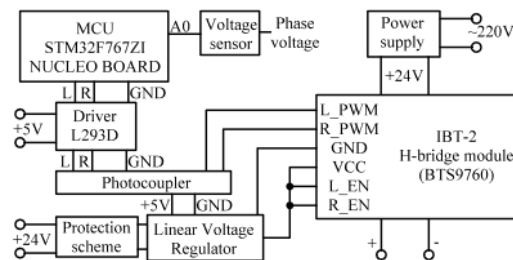 MCU
STM32F767ZI
NUCLEO BOARD
A0
Voltage
sensor
Phase
voltage
Power
supply
~220V
L R GND
+24V
+5V
Driver
L293D
L_PWM
R_PWM
GND
VCC
L_EN
R_EN
IBT-2
H-bridge module
(BTS9760)
L R GND
Photocoupler
+5V GND
+24V
Protection
scheme
Linear Voltage
Regulator
+ -